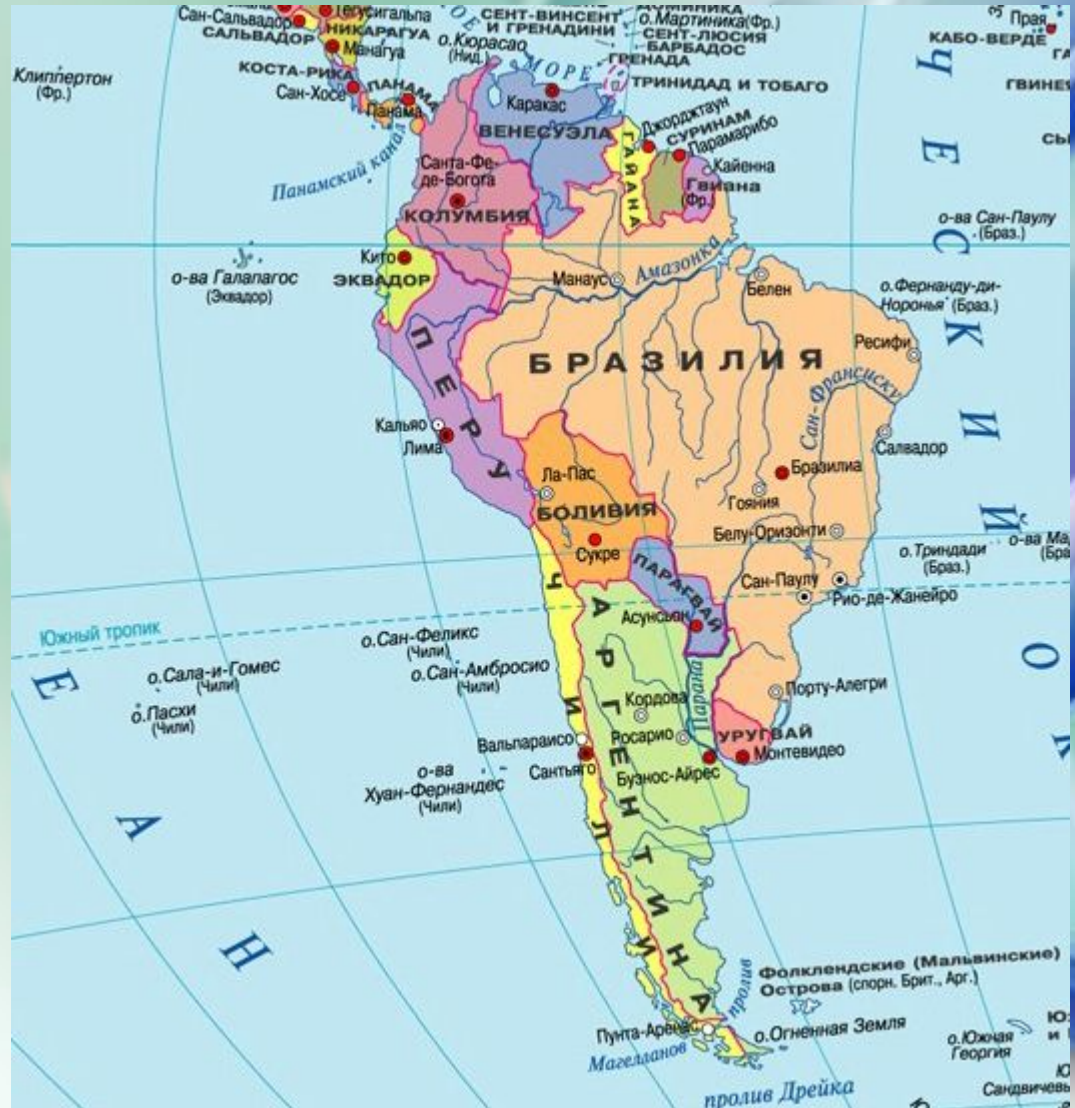 Тегусигальпа
Сан-Сальвадор
САЛЬВАДОР
НИКАРАГУА
Манагуа
КОСТА-РИКА
Сан-Хосе
ПАНАМА
Панама
Панамский канал
Клиппертон
(Фр.)
о.Кюрасао
(Нид.)
МОРЕ
СЕНТ-ВИНСЕНТ
И ГРЕНАДИНЫ
ДОМИНИКА
о.Мартиника(Фр.)
СЕНТ-ЛЮСИЯ
БАРБАДОС
ГРЕНАДА
ТРИНИДАД И ТОБАГО
Прая
КАБО-ВЕРДЕ
Каракас
ВЕНЕСУЭЛА
ГАЙАНА
Джорджтаун
СУРИНАМ
Парамарибо
Кайенна
Гвиана
(Фр.)
Санта-Фе-
де-Богота
КОЛУМБИЯ
Кито
ЭКВАДОР
о-ва Галапагос
(Эквадор)
Манаус
Амазонка
Белен
о-ва Сан-Паулу
(Браз.)
о.Фернанду-ди-
Норонья (Браз.)
Ресифи
БРАЗИЛИЯ
Сан-Франсиску
Салвадор
Бразилиа
Гояния
Белу-Оризонти
Сан-Паулу
Рио-де-Жанейро
о.Триндади
(Браз.)
ПЕРУ
Кальяо
Лима
Ла-Пас
БОЛИВИЯ
Сукре
ПАРАГВАЙ
Асунсьон
Парана
Порту-Алегри
УРУГВАЙ
Монтевидео
Южный тропик
о.Сан-Феликс
(Чили)
о.Сан-Амбросио
(Чили)
о.Сала-и-Гомес
(Чили)
о.Пасхи
(Чили)
о-ва
Хуан-Фернандес
(Чили)
Вальпараисо
Сантьяго
ЧИЛИ
АРГЕНТИНА
Кордова
Росарио
Буэнос-Айрес
Фолклендские (Мальвинские)
Острова (спорн. Брит., Арг.)
Пунта-Аренас
Магелланов
пролив
о.Огненная Земля
о.Южная
Георгия
пролив Дрейка
ЧЕСКИЙ
ОК
ЕАН